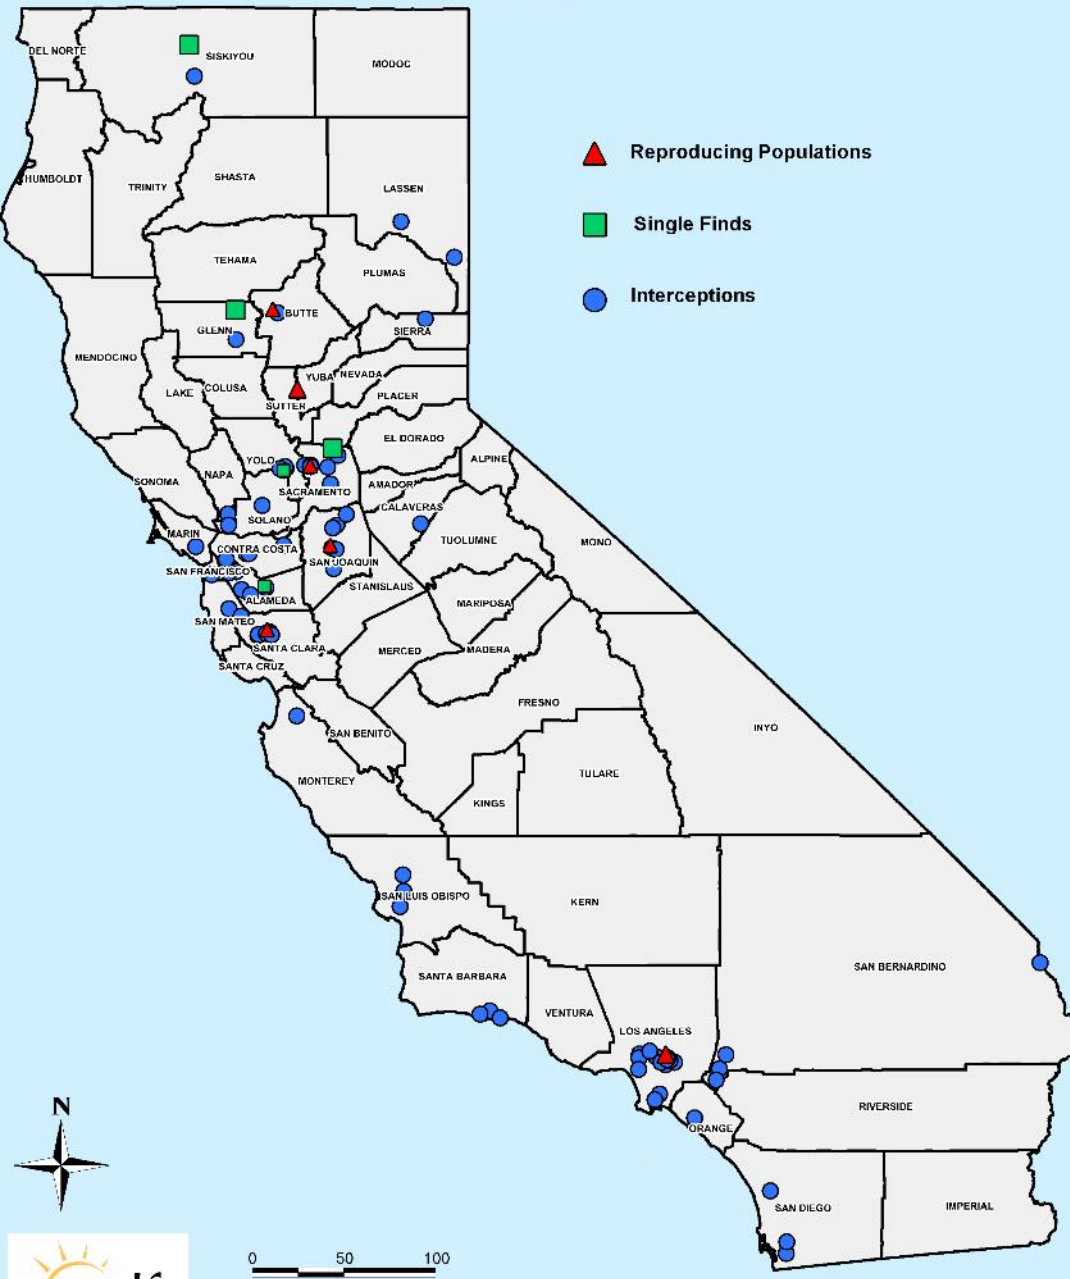 DEL NORTE
SISKIYOU
MODOC
Reproducing Populations
HUMBOLDT
TRINITY
SHASTA
LASSEN
Single Finds
TEHAMA
PLUMAS
Interceptions
GLENN
BUTTE
SIERRA
MENDOCINO
LAKE
COLUSA
YUBA
NEVADA
SUTTER
PLACER
EL DORADO
YOLO
ALPINE
SONOMA
NAPA
SACRAMENTO
AMADOR
CALAVERAS
SOLANO
MARIN
TUOLUMNE
MONO
CONTRA COSTA
SAN JOAQUIN
SAN FRANCISCO
STANISLAUS
ALAMEDA
MARIPOSA
SAN MATEO
SANTA CLARA
MERCED
MADERA
SANTA CRUZ
FRESNO
SAN BENITO
INYO
MONTEREY
TULARE
KINGS
SAN LUIS OBISPO
KERN
SAN BERNARDINO
SANTA BARBARA
VENTURA
LOS ANGELES
N
RIVERSIDE
ORANGE
SAN DIEGO
IMPERIAL
0 50 100